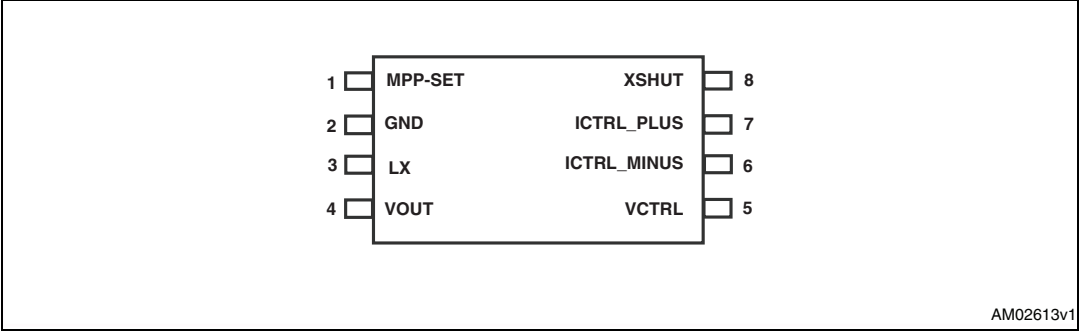 1 MPP-SET XSHUT 8
2 GND ICTRL_PLUS 7
3 LX ICTRL_MINUS 6
4 VOUT VCTRL 5
AM02613v1